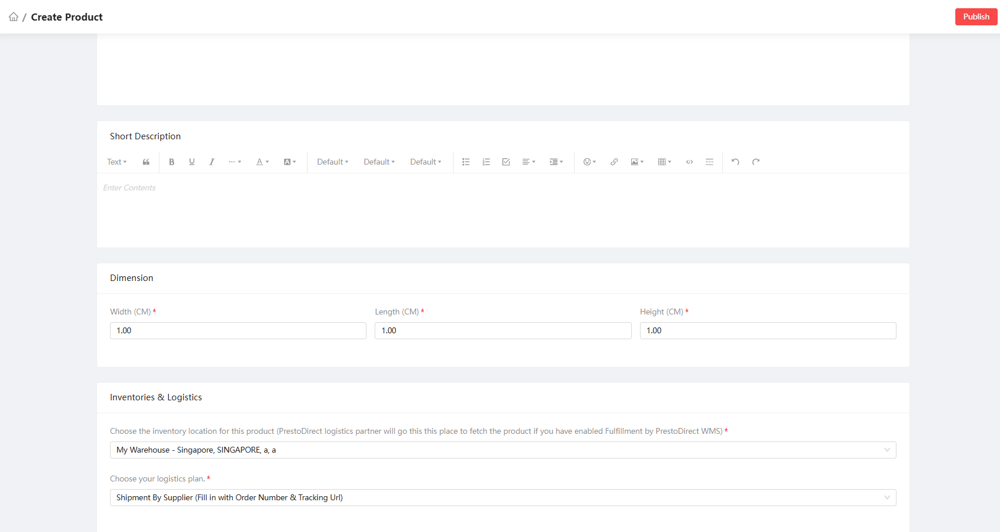 / Create Product
Publish
Short Description
Text
Default Default Default
Enter Contents
Dimension
Width (CM) * Length (CM) * Height (CM) *
1.00 1.00 1.00
Inventories & Logistics
Choose the inventory location for this product (PrestoDirect logistics partner will go this this place to fetch the product if you have enabled Fulfillment by PrestoDirect WMS) *
My Warehouse - Singapore, SINGAPORE, a, a
Choose your logistics plan. *
Shipment By Supplier (Fill in with Order Number & Tracking Url)